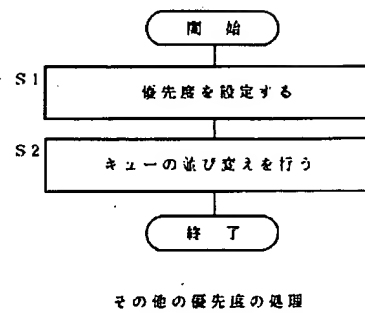 開始
S1
優先度を設定する
S2
キューの並び変えを行う
終了
その他の優先度の処理